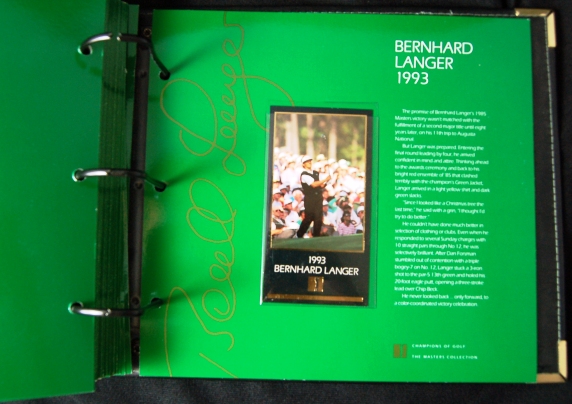 BERNHARD
LANGER
1993
The promise of Bernhard Langer's 1985
Masters victory wasn't matched with the
fulfillment of a second major title until eight
years later, on his 11th trip to Augusta
National.
But Langer was prepared. Entering the
final round leading by four, he arrived
confident in mind and attire. Thinking ahead
to the awards ceremony and back to his
bright red ensemble of '85 that clashed
terribly with the champion's Green Jacket,
Langer arrived in a light yellow shirt and dark
green slacks.
"Since I looked like a Christmas tree the
last time," he said with a grin, "I thought I'd
try to do better."
He couldn't have done much better in
selection of clothing or clubs. Even when he
responded to several Sunday charges with
10 straight pars through No. 12, he was
selectively brilliant. After Dan Forsman
stumbled out of contention with a triple
bogey-7 on No. 12, Langer stuck a 3-iron
shot to the par-5 13th green and holed his
20-foot eagle putt, opening a three-stroke
lead over Chip Beck.
He never looked back... only forward, to
a color-coordinated victory celebration.
1993
BERNHARD LANGER
CHAMPIONS OF GOLF
THE MASTERS COLLECTION